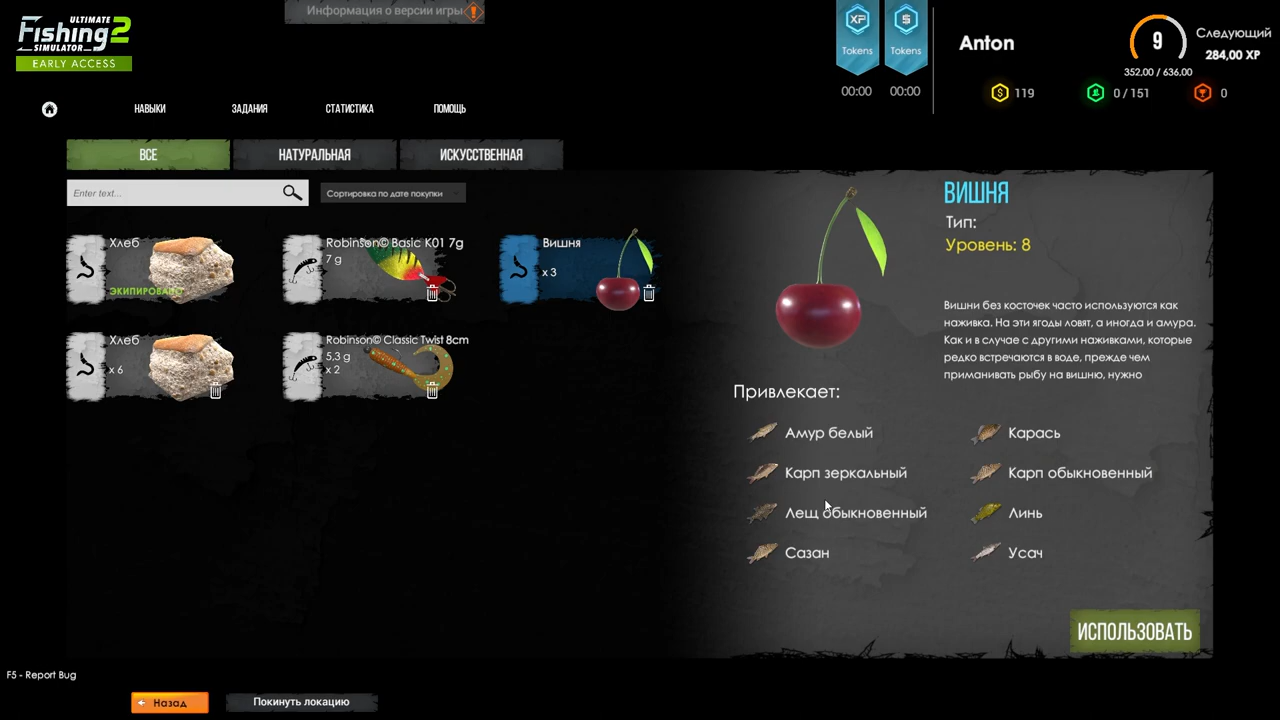 Информация о версии игры
ULTIMATE
Fishing 2
SIMULATOR
EARLY ACCESS
XP
Tokens
00:00
$
Tokens
00:00
Anton
9
352,00 / 636,00
Следующий
284,00 XP
119
0 / 151
0
НАВЫКИ
ЗАДАНИЯ
СТАТИСТИКА
ПОМОЩЬ
ВСЕ
НАТУРАЛЬНАЯ
ИСКУССТВЕННАЯ
Enter text...
Сортировка по дате покупки
Хлеб
ЭКИПИРОВАНО
Robinson© Basic K01 7g
7 g
Вишня
x 3
Хлеб
x 6
Robinson© Classic Twist 8cm
5,3 g
x 2
ВИШНЯ
Тип:
Уровень: 8
Вишни без косточек часто используются как
наживка. На эти ягоды ловят, а иногда и амура.
Как и в случае с другими наживками, которые
редко встречаются в воде, прежде чем
приманивать рыбу на вишню, нужно
Привлекает:
Амур белый
Карась
Карп зеркальный
Карп обыкновенный
Лещ обыкновенный
Линь
Сазан
Усач
ИСПОЛЬЗОВАТЬ
F5 - Report Bug
Назад
Покинуть локацию